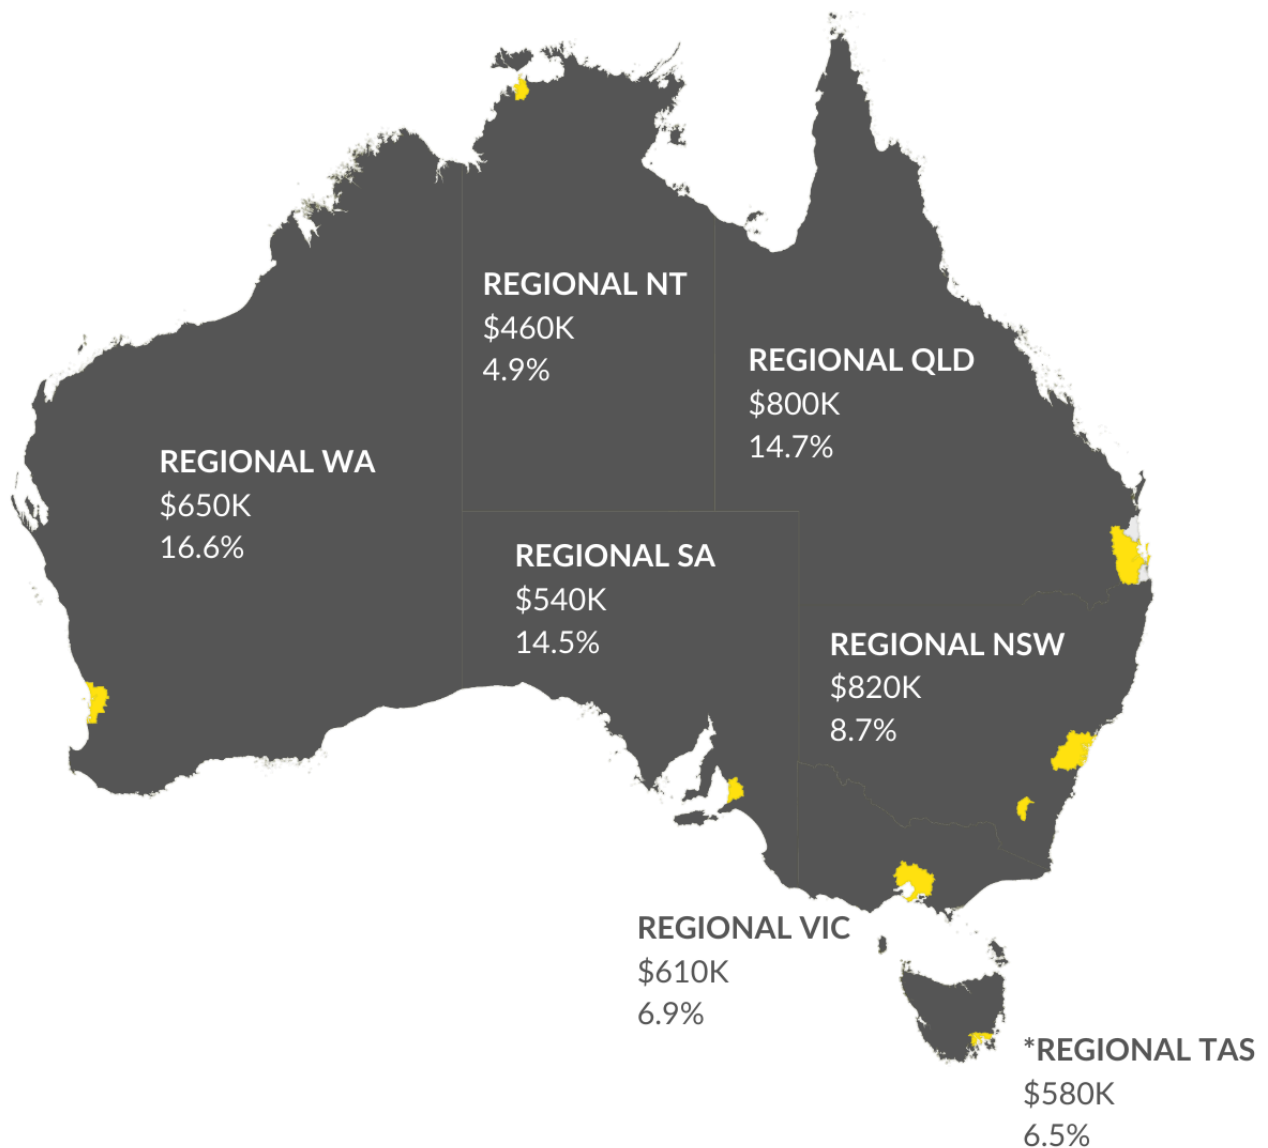 REGIONAL NT
$460K
4.9%
REGIONAL QLD
$800K
14.7%
REGIONAL WA
$650K
16.6%
REGIONAL SA
$540K
14.5%
REGIONAL NSW
$820K
8.7%
REGIONAL VIC
$610K
6.9%
*REGIONAL TAS
$580K
6.5%